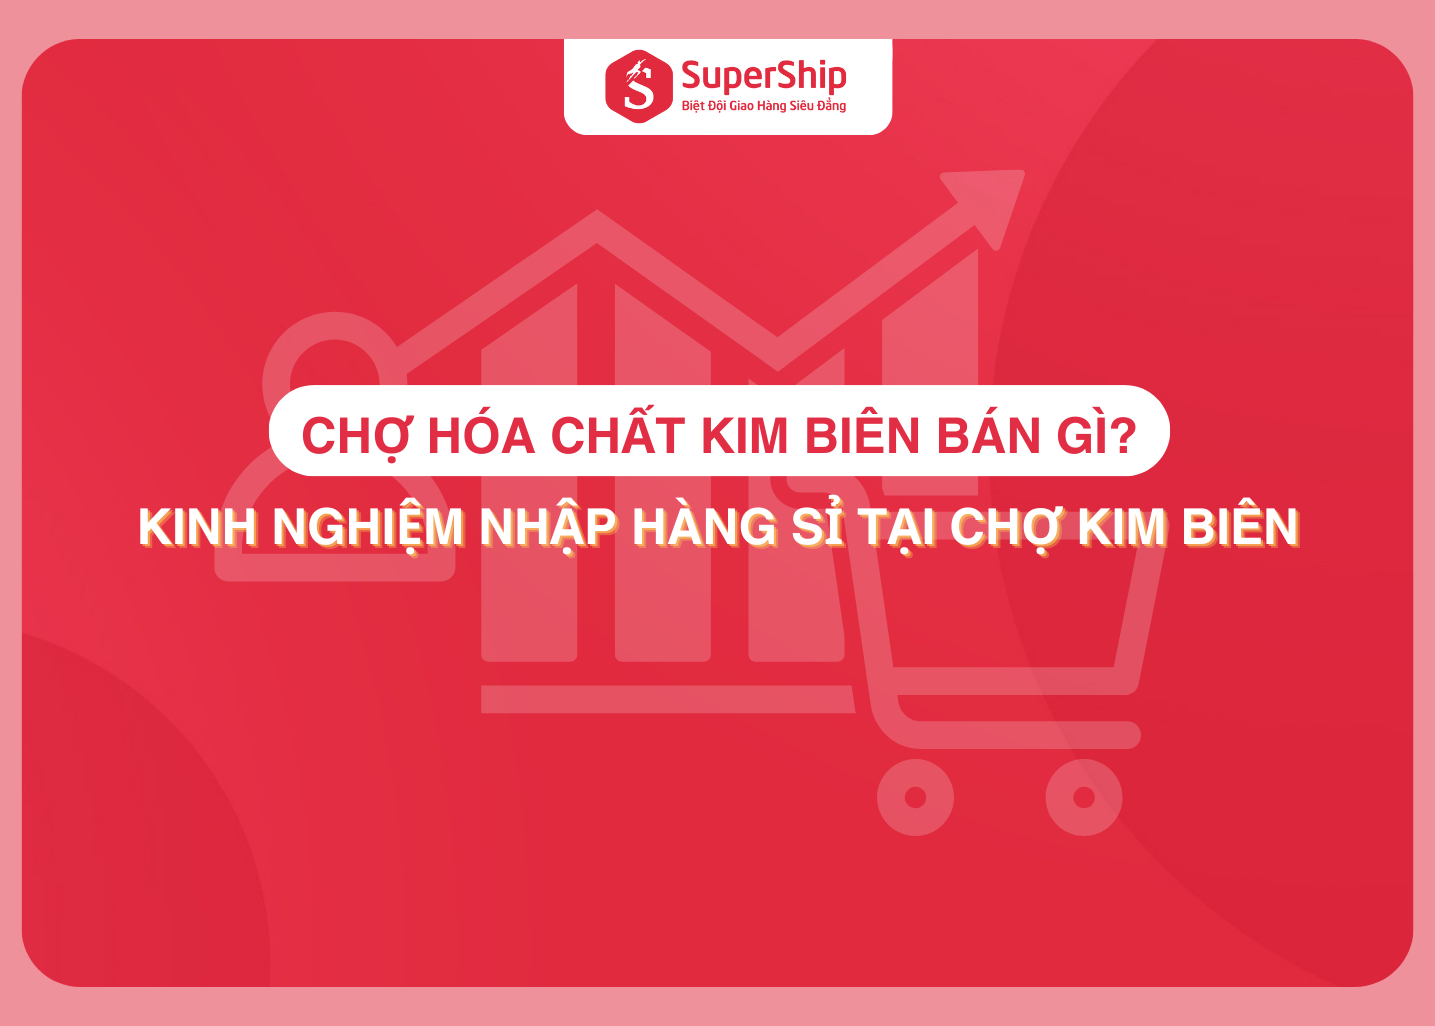 SuperShip
Biệt Đội Giao Hàng Siêu Đẳng
CHỢ HÓA CHẤT KIM BIÊN BÁN GÌ?
KINH NGHIỆM NHẬP HÀNG SỈ TẠI CHỢ KIM BIÊN